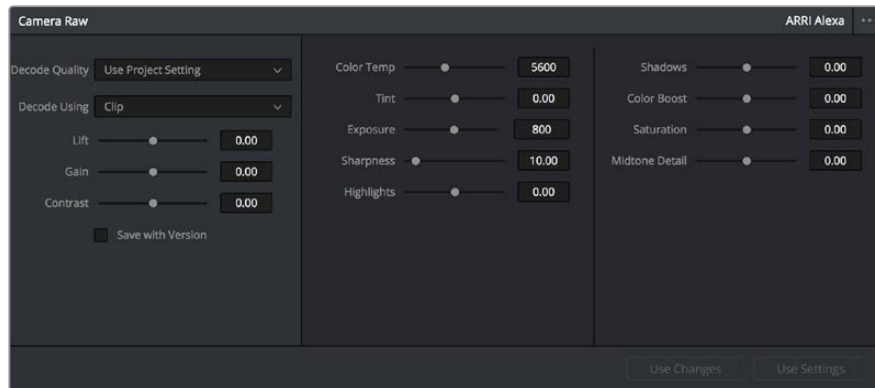 Camera Raw
ARRI Alexa
Decode Quality Use Project Setting
Decode Using Clip
Lift 0.00
Gain 0.00
Contrast 0.00
Save with Version
Color Temp 5600
Tint 0.00
Exposure 800
Sharpness 10.00
Highlights 0.00
Shadows 0.00
Color Boost 0.00
Saturation 0.00
Midtone Detail 0.00
Use Changes
Use Settings